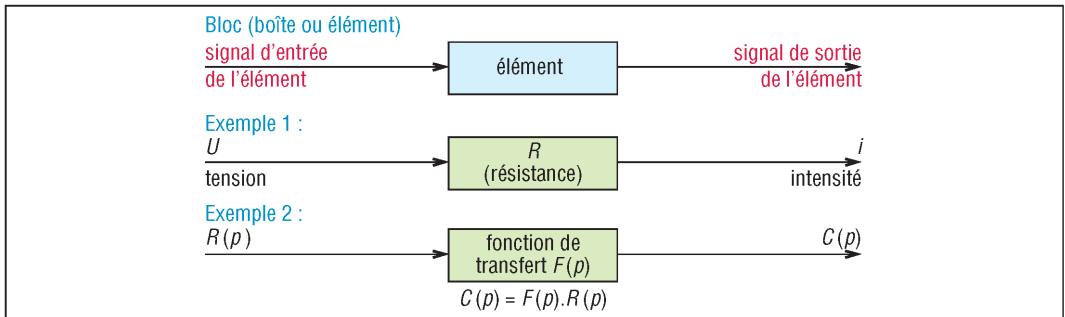 Bloc (boîte ou élément)
signal d'entrée
de l'élément
élément
signal de sortie
de l'élément
Exemple 1 :
U
tension
R
(résistance)
i
intensité
Exemple 2 :
R(p)
fonction de
transfert F(p)
C(p)
C(p) = F(p).R(p)